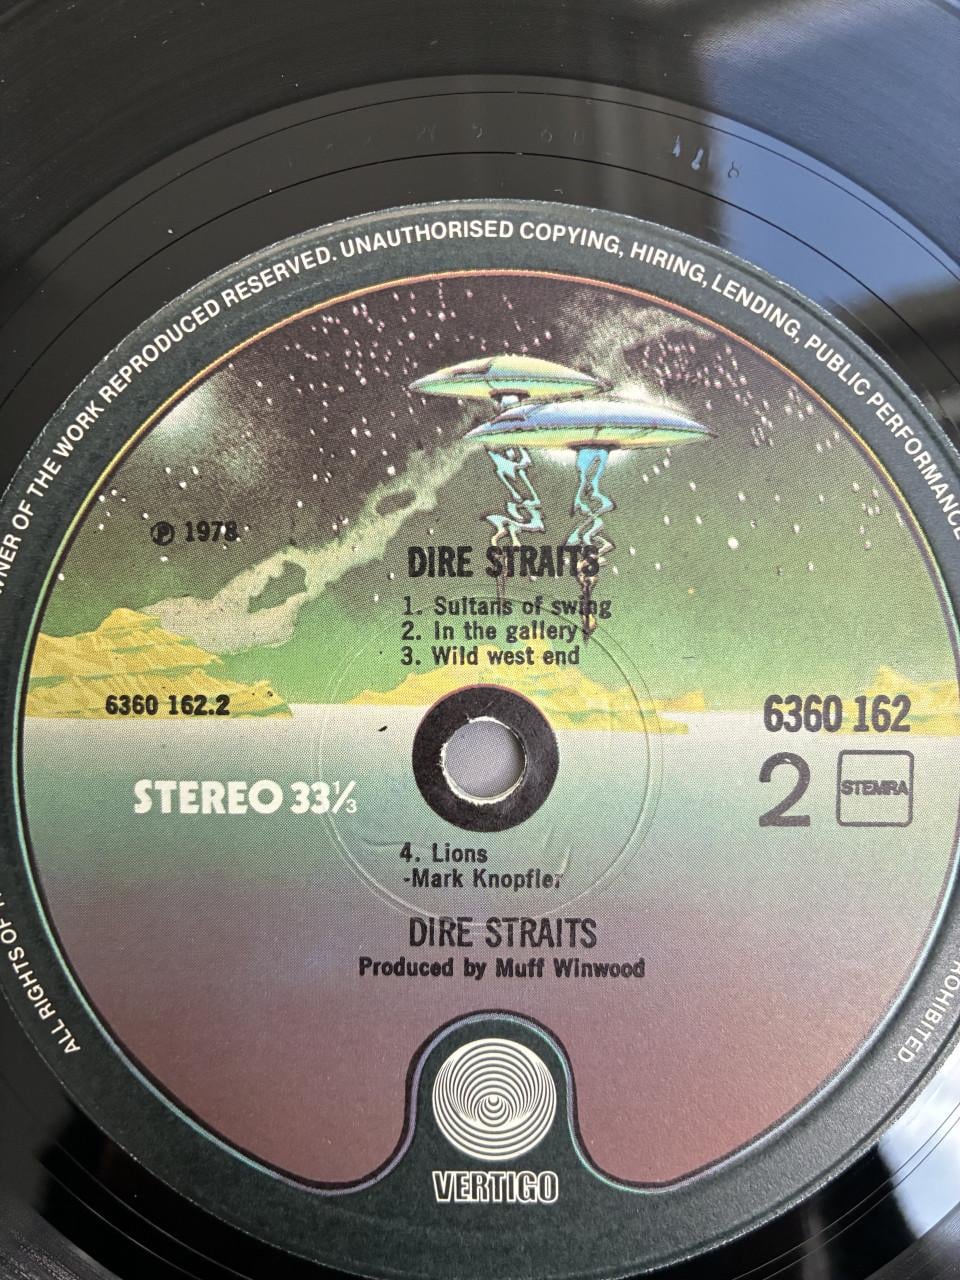 ALL RIGHTS OF
OWNER OF THE WORK REPRODUCED RESERVED. UNAUTHORISED COPYING, HIRING, LENDING, PUBLIC PERFORMANCE
PROHIBITED.
℗ 1978
DIRE STRAITS
1. Sultans of swing
2. In the gallery
3. Wild west end
6360 162.2
6360 162
STEREO 33⅓
2
STEMRA
4. Lions
-Mark Knopfler
DIRE STRAITS
Produced by Muff Winwood
VERTIGO